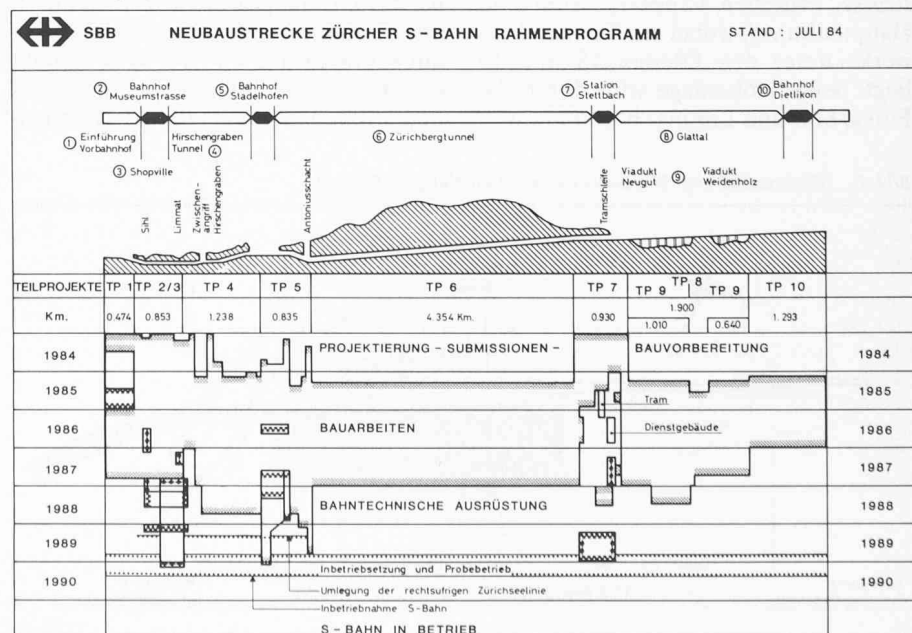 SBB NEUBAUSTRECKE ZÜRCHER S-BAHN RAHMENPROGRAMM STAND: JULI 84
② Bahnhof Museumstrasse
⑤ Bahnhof Stadelhofen
⑦ Station Stettbach
⑩ Bahnhof Dietlikon
① Einführung Vorbahnhof
Hirschengraben Tunnel ④
⑥ Zürichbergtunnel
⑧ Glattal
③ Shopville
Viadukt Neugut
⑨
Viadukt Weidenholz
Sihl
Limmat
Zwischen-
angriff
Hirschengraben
Antoniusschacht
Tramschleife
TEILPROJEKTE TP 1 TP 2/3 TP 4 TP 5 TP 6 TP 7 TP 8 TP 9 TP 9 TP 10
Km. 0.474 0.853 1.238 0.835 4.354 Km. 0.930 1.900 1.010 0.640 1.293
1984 PROJEKTIERUNG - SUBMISSIONEN - BAUVORBEREITUNG 1984
1985 Tram 1985
1986 BAUARBEITEN Dienstgebäude 1986
1987 1987
1988 BAHNTECHNISCHE AUSRÜSTUNG 1988
1989 1989
Inbetriebsetzung und Probebetrieb
1990 1990
Umlegung der rechtsufrigen Zürichseelinie
Inbetriebnahme S-Bahn
S-BAHN IN BETRIEB